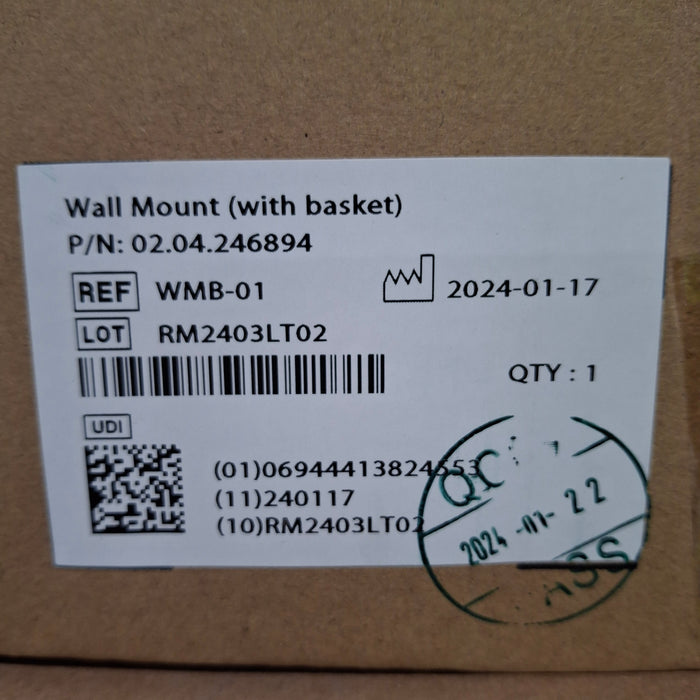 Wall Mount (with basket)
P/N: 02.04.246894
REF WMB-01 2024-01-17
LOT RM2403LT02
QTY : 1
UDI
(01)06944413824553
(11)240117
(10)RM2403LT02
QC
2024-01-22